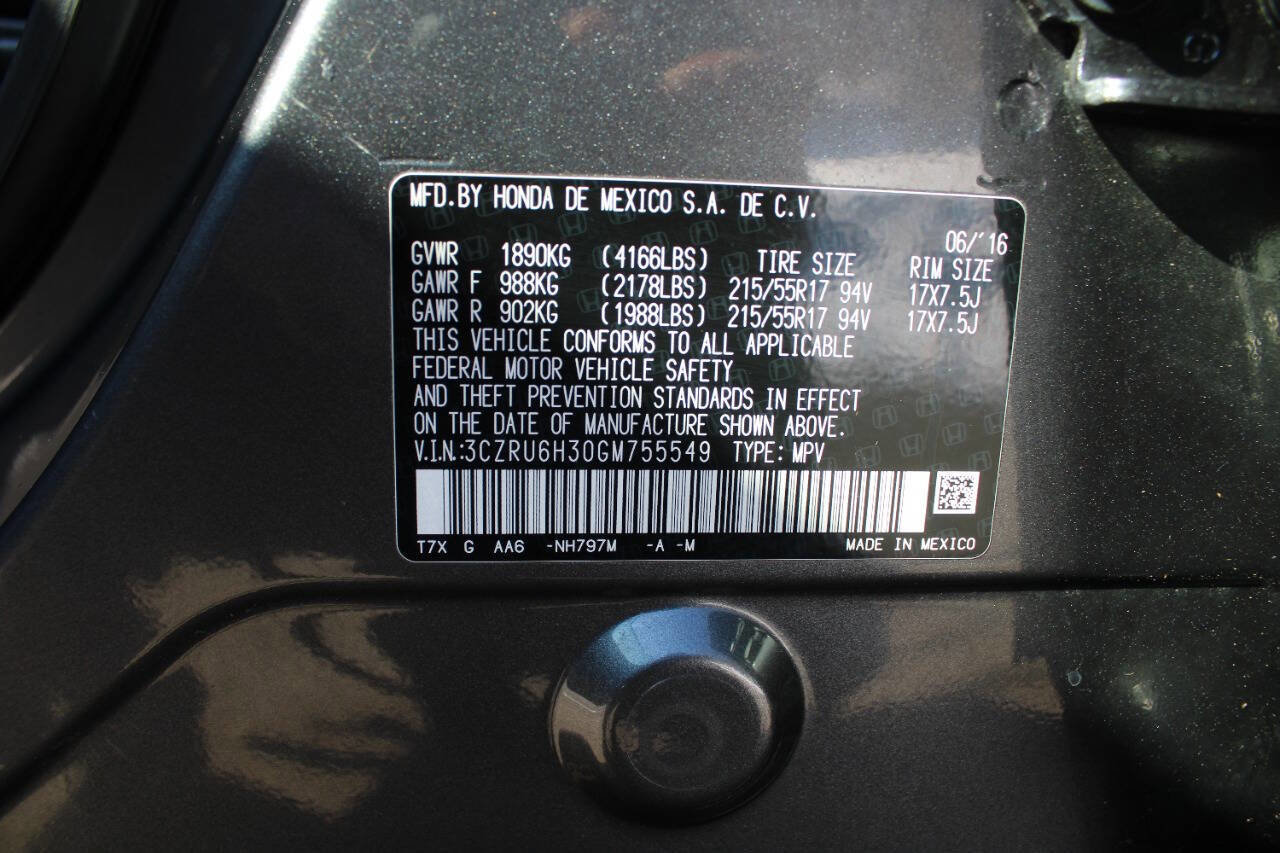 MFD.BY HONDA DE MEXICO S.A. DE C.V.
06/'16
GVWR 1890KG (4166LBS) TIRE SIZE RIM SIZE
GAWR F 988KG (2178LBS) 215/55R17 94V 17X7.5J
GAWR R 902KG (1988LBS) 215/55R17 94V 17X7.5J
THIS VEHICLE CONFORMS TO ALL APPLICABLE
FEDERAL MOTOR VEHICLE SAFETY
AND THEFT PREVENTION STANDARDS IN EFFECT
ON THE DATE OF MANUFACTURE SHOWN ABOVE.
V.I.N.:3CZRU6H30GM755549 TYPE: MPV
T7X G AA6 -NH797M -A -M MADE IN MEXICO